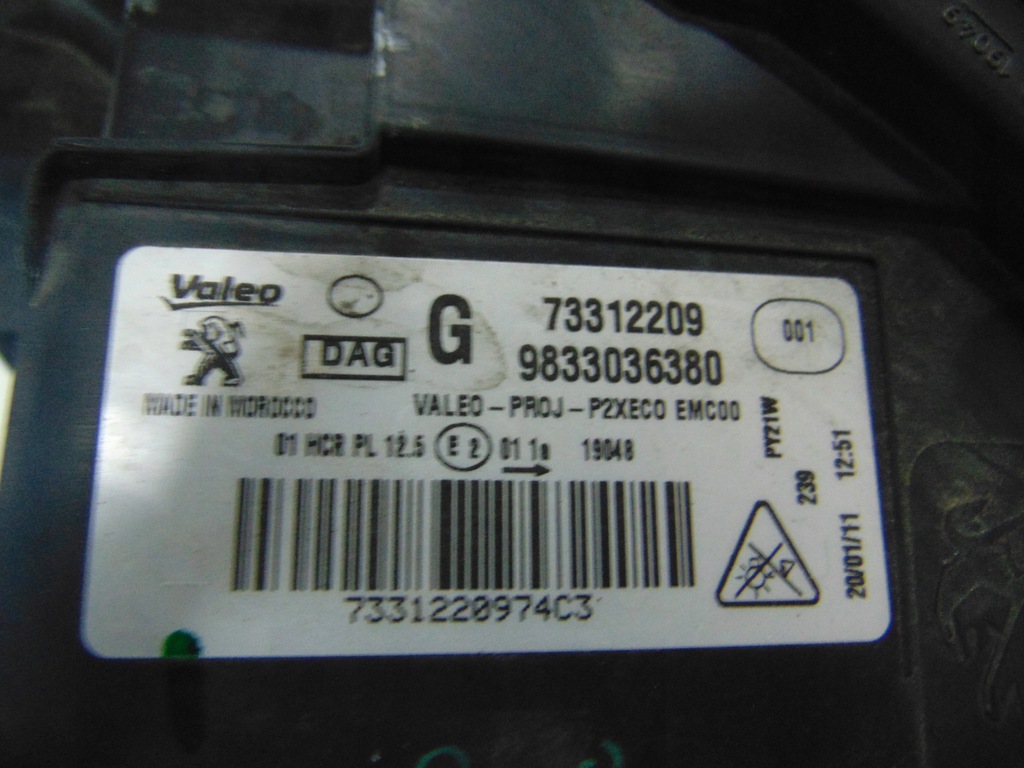 Valeo
G
73312209
001
DAG
9833036380
MADE IN MOROCCO
VALEO-PROJ-P2XECO EMC00
01 HCR PL 12.5 E 2 01 1a 19048
PY21W
239
20/01/11 12:51
7331220974C3